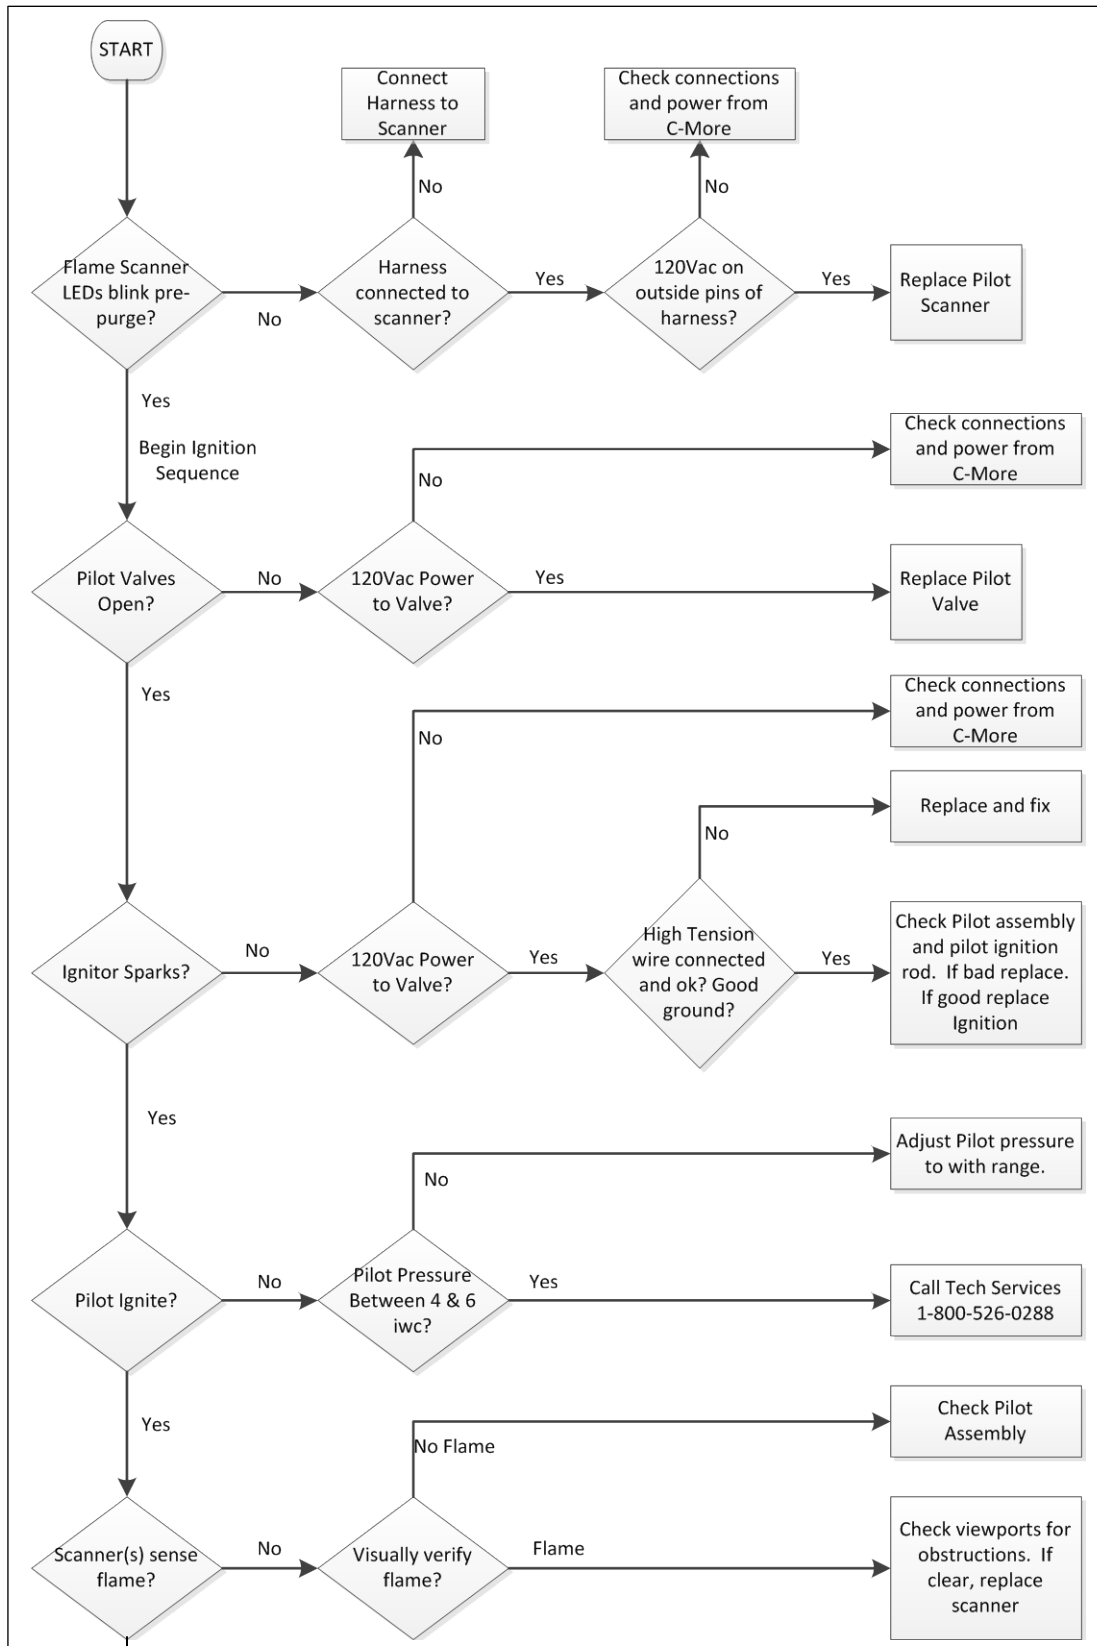 START
Connect
Harness to
Scanner
Check connections
and power from
C-More
No
No
Flame Scanner
LEDs blink pre-
purge?
No
Harness
connected to
scanner?
Yes
120Vac on
outside pins of
harness?
Yes
Replace Pilot
Scanner
Yes
Begin Ignition
Sequence
No
Check connections
and power from
C-More
Pilot Valves
Open?
No
120Vac Power
to Valve?
Yes
Replace Pilot
Valve
Yes
No
Check connections
and power from
C-More
No
Replace and fix
Ignitor Sparks?
No
120Vac Power
to Valve?
Yes
High Tension
wire connected
and ok? Good
ground?
Yes
Check Pilot assembly
and pilot ignition
rod. If bad replace.
If good replace
Ignition
Yes
No
Adjust Pilot pressure
to with range.
Pilot Ignite?
No
Pilot Pressure
Between 4 & 6
iwc?
Yes
Call Tech Services
1-800-526-0288
Yes
No Flame
Check Pilot
Assembly
Scanner(s) sense
flame?
No
Visually verify
flame?
Flame
Check viewports for
obstructions. If
clear, replace
scanner